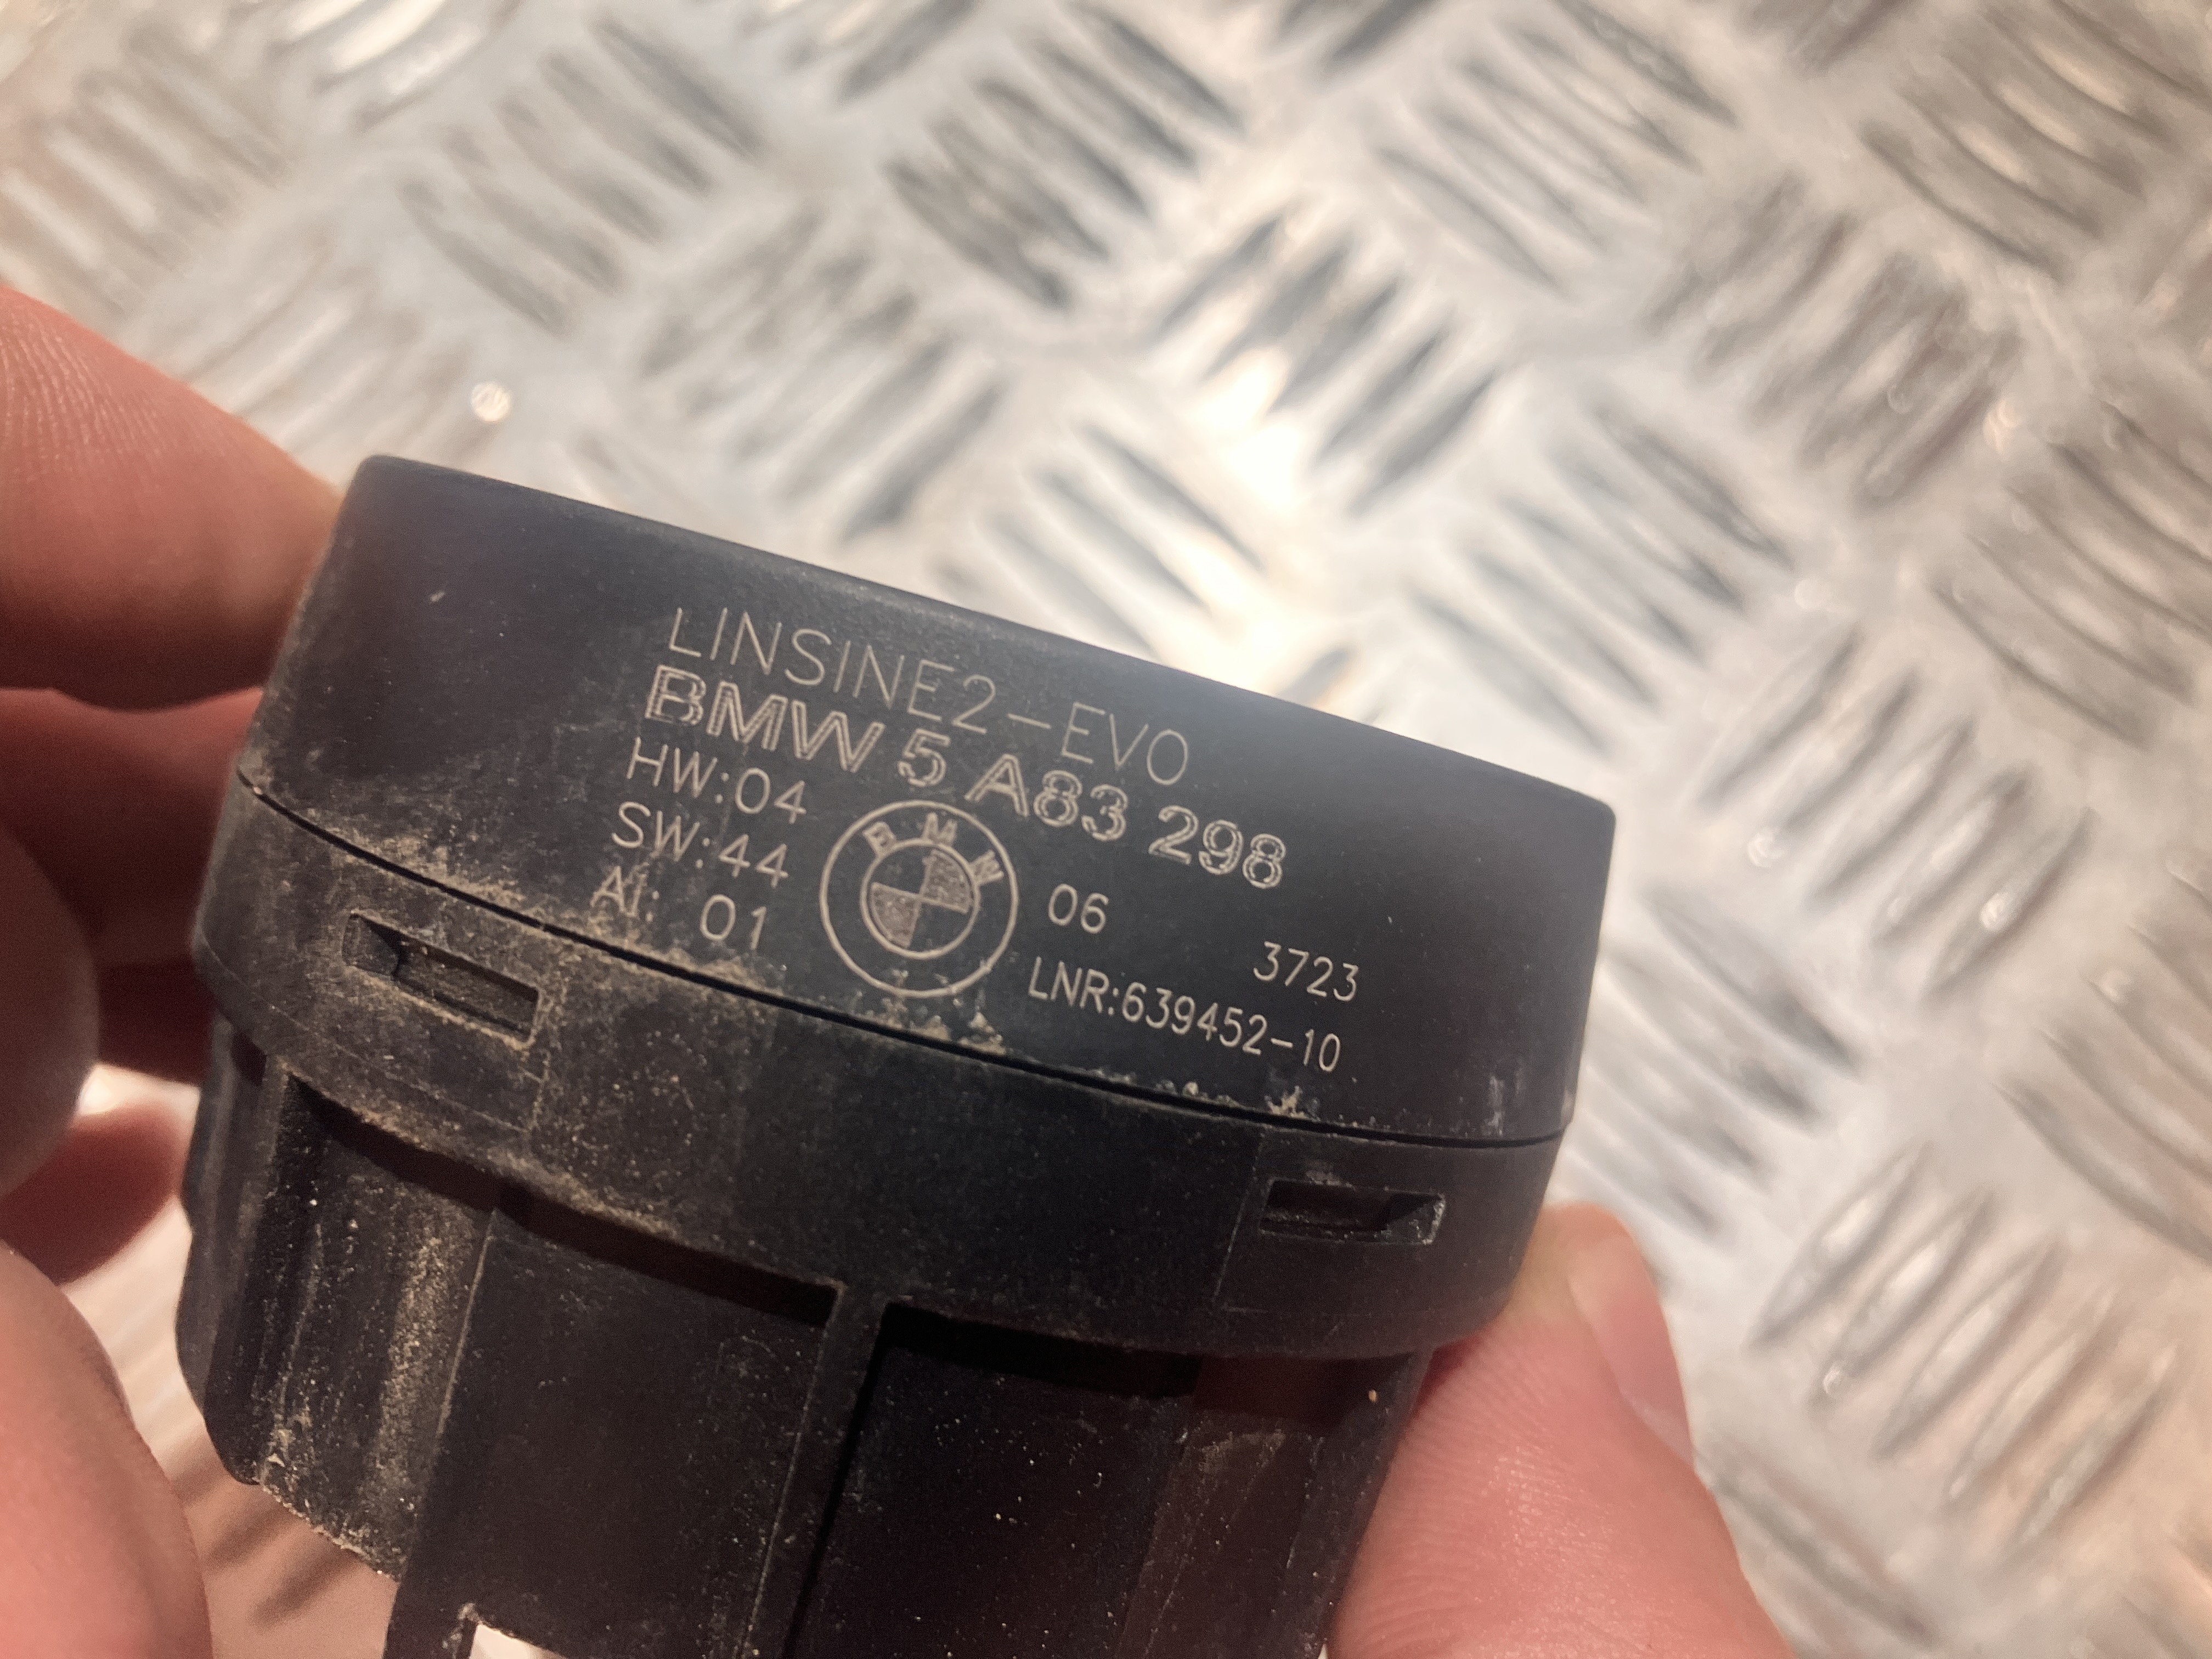 LINSINE2-EVO
BMW 5 A83 298
HW:04
SW:44
AI: 01
BMW
06
3723
LNR:639452-10